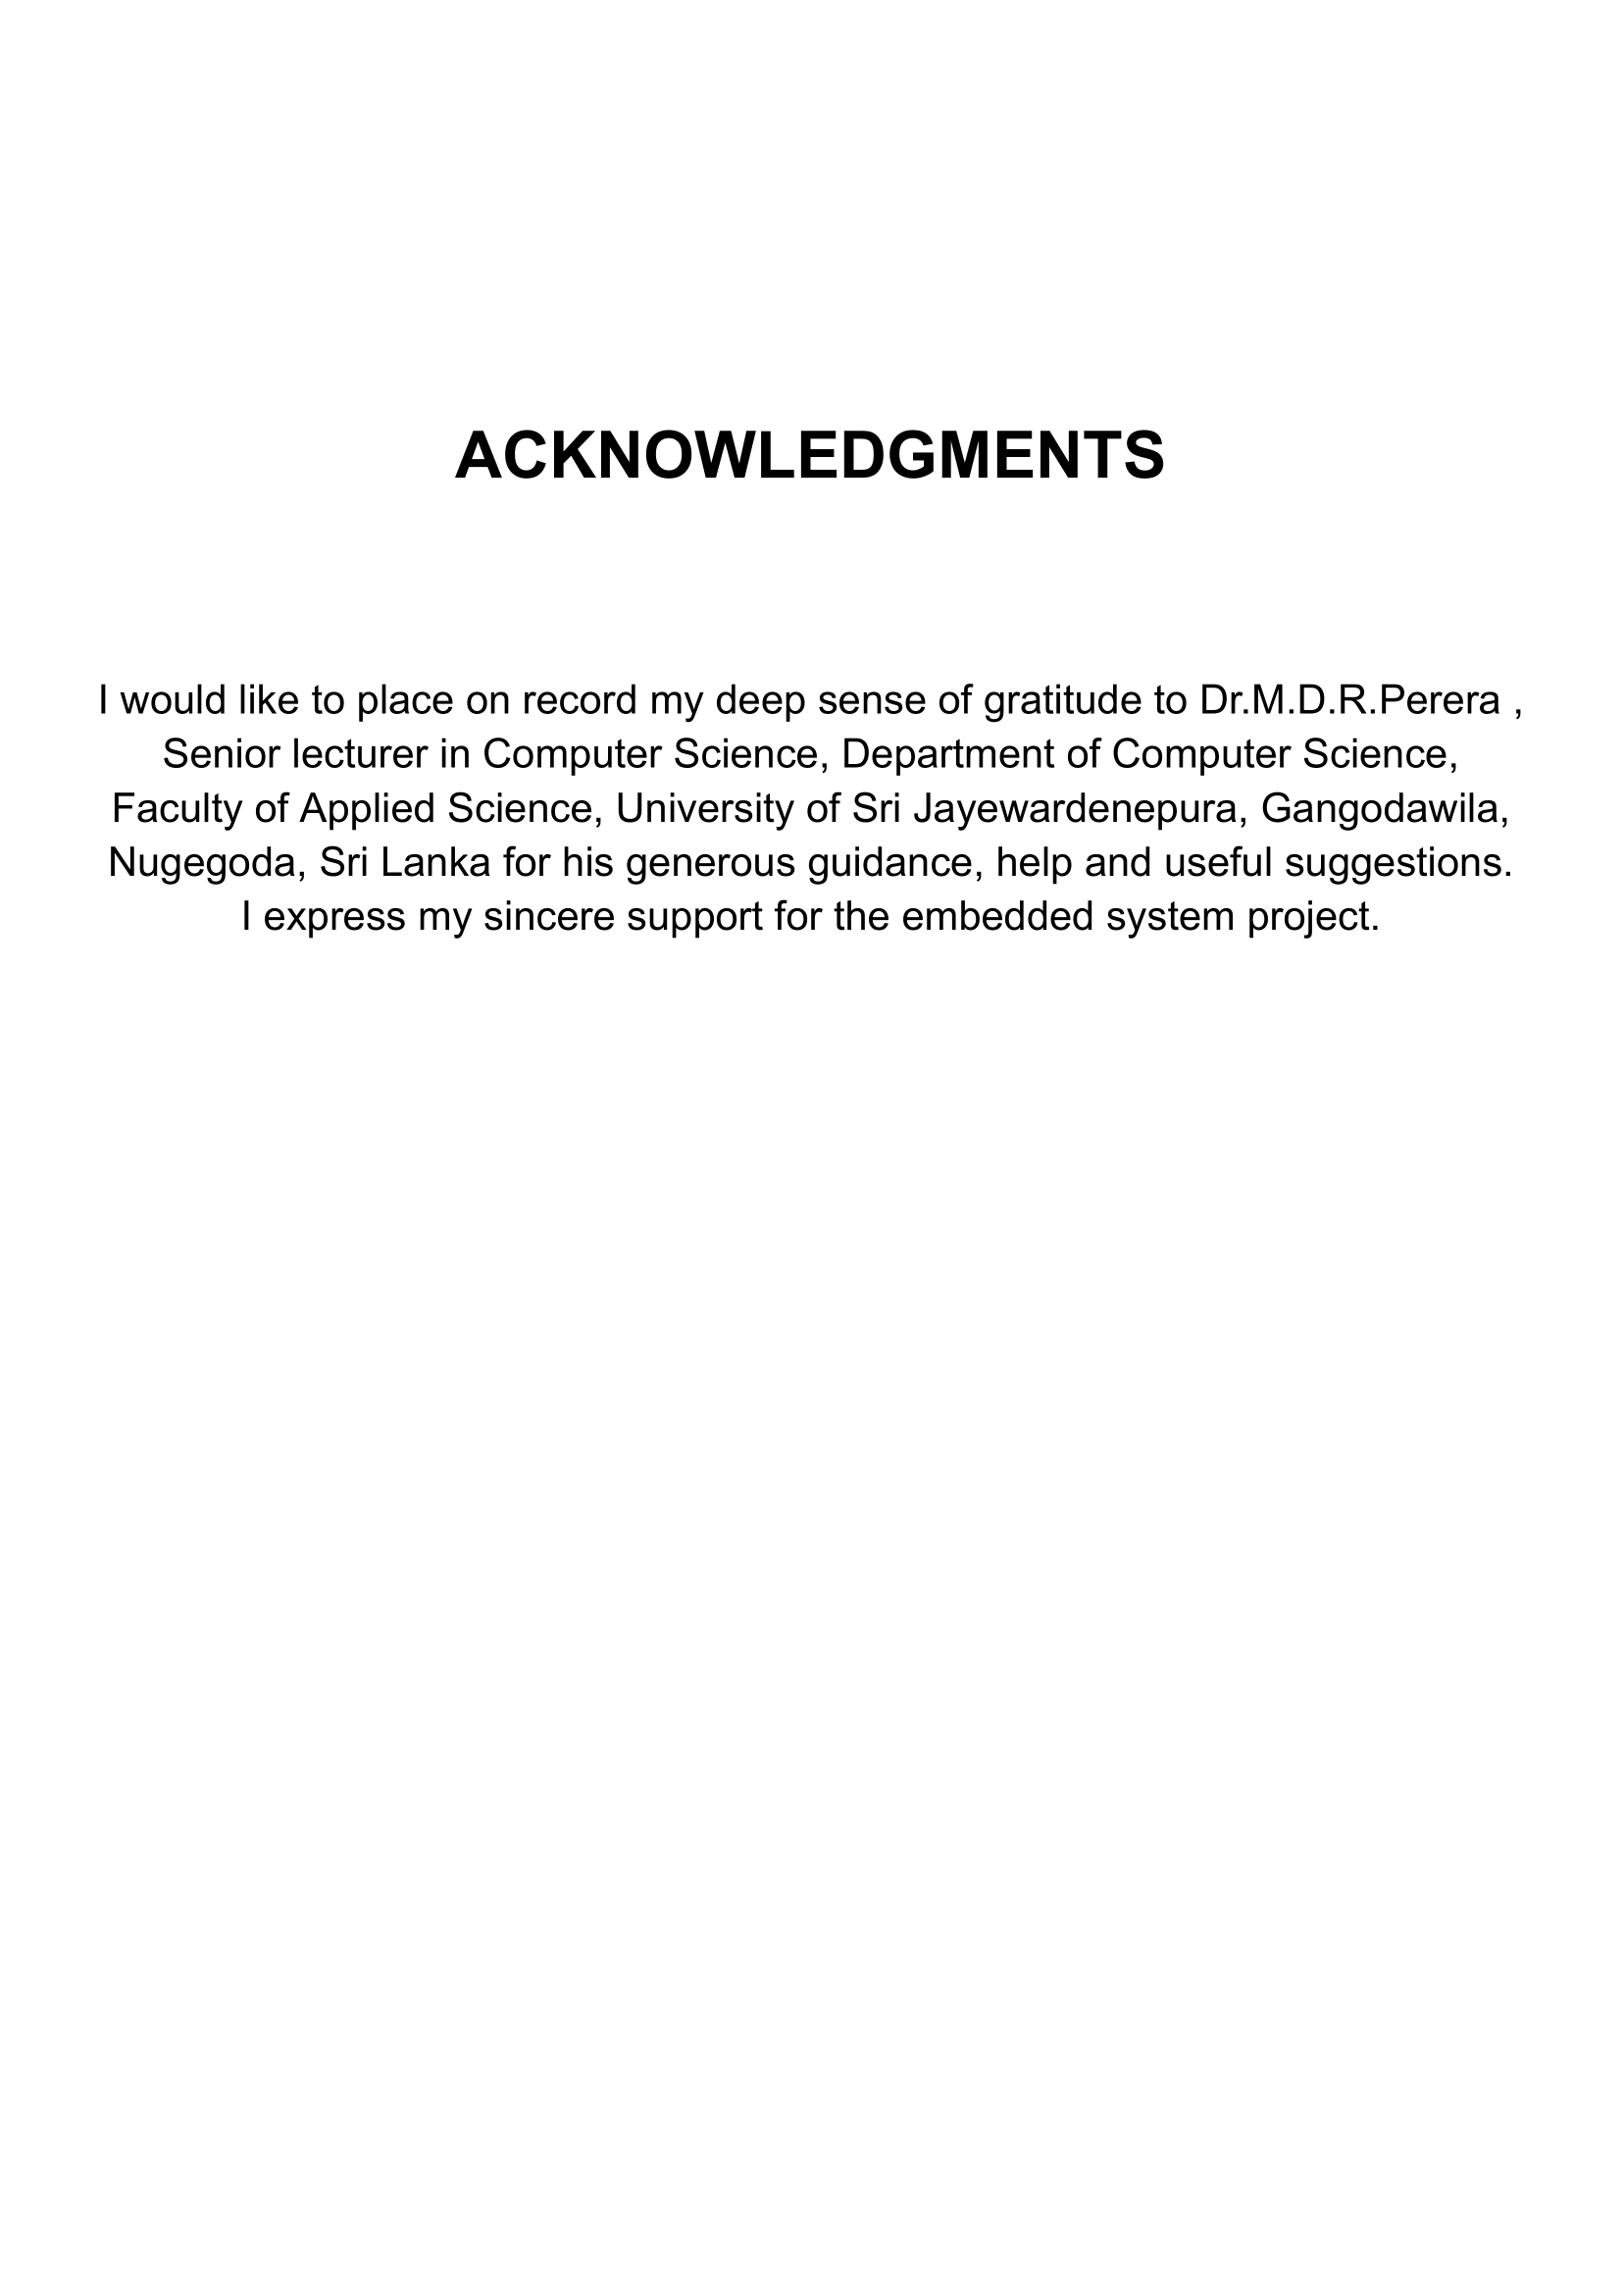 ACKNOWLEDGMENTS
I would like to place on record my deep sense of gratitude to Dr.M.D.R.Perera ,
Senior lecturer in Computer Science, Department of Computer Science,
Faculty of Applied Science, University of Sri Jayewardenepura, Gangodawila,
Nugegoda, Sri Lanka for his generous guidance, help and useful suggestions.
I express my sincere support for the embedded system project.